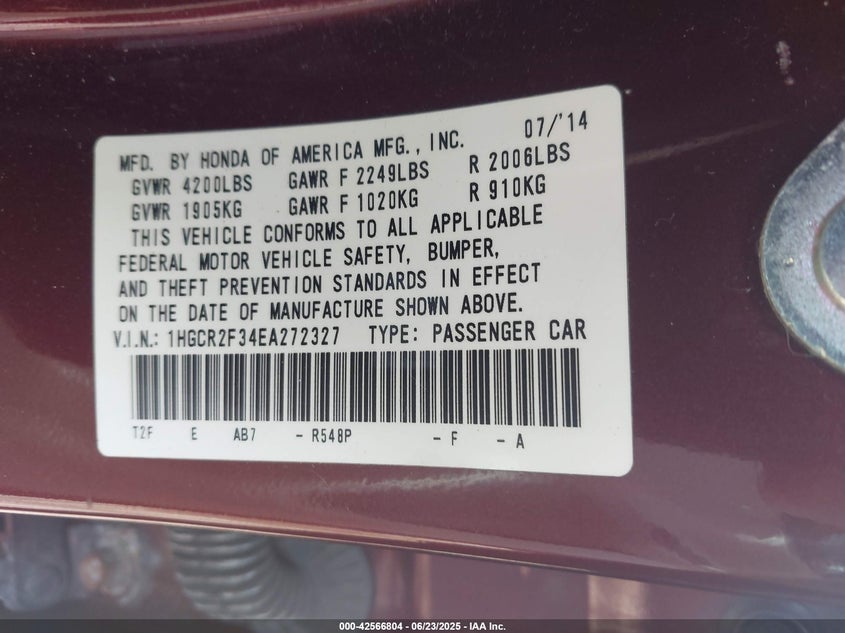 MFD. BY HONDA OF AMERICA MFG., INC. 07/'14
GVWR 4200LBS GAWR F 2249LBS R 2006LBS
GVWR 1905KG GAWR F 1020KG R 910KG
THIS VEHICLE CONFORMS TO ALL APPLICABLE
FEDERAL MOTOR VEHICLE SAFETY, BUMPER,
AND THEFT PREVENTION STANDARDS IN EFFECT
ON THE DATE OF MANUFACTURE SHOWN ABOVE.
V.I.N.: 1HGCR2F34EA272327 TYPE: PASSENGER CAR
T2F E AB7 - R548P - F - A
000-42566804 - 06/23/2025 - IAA Inc.